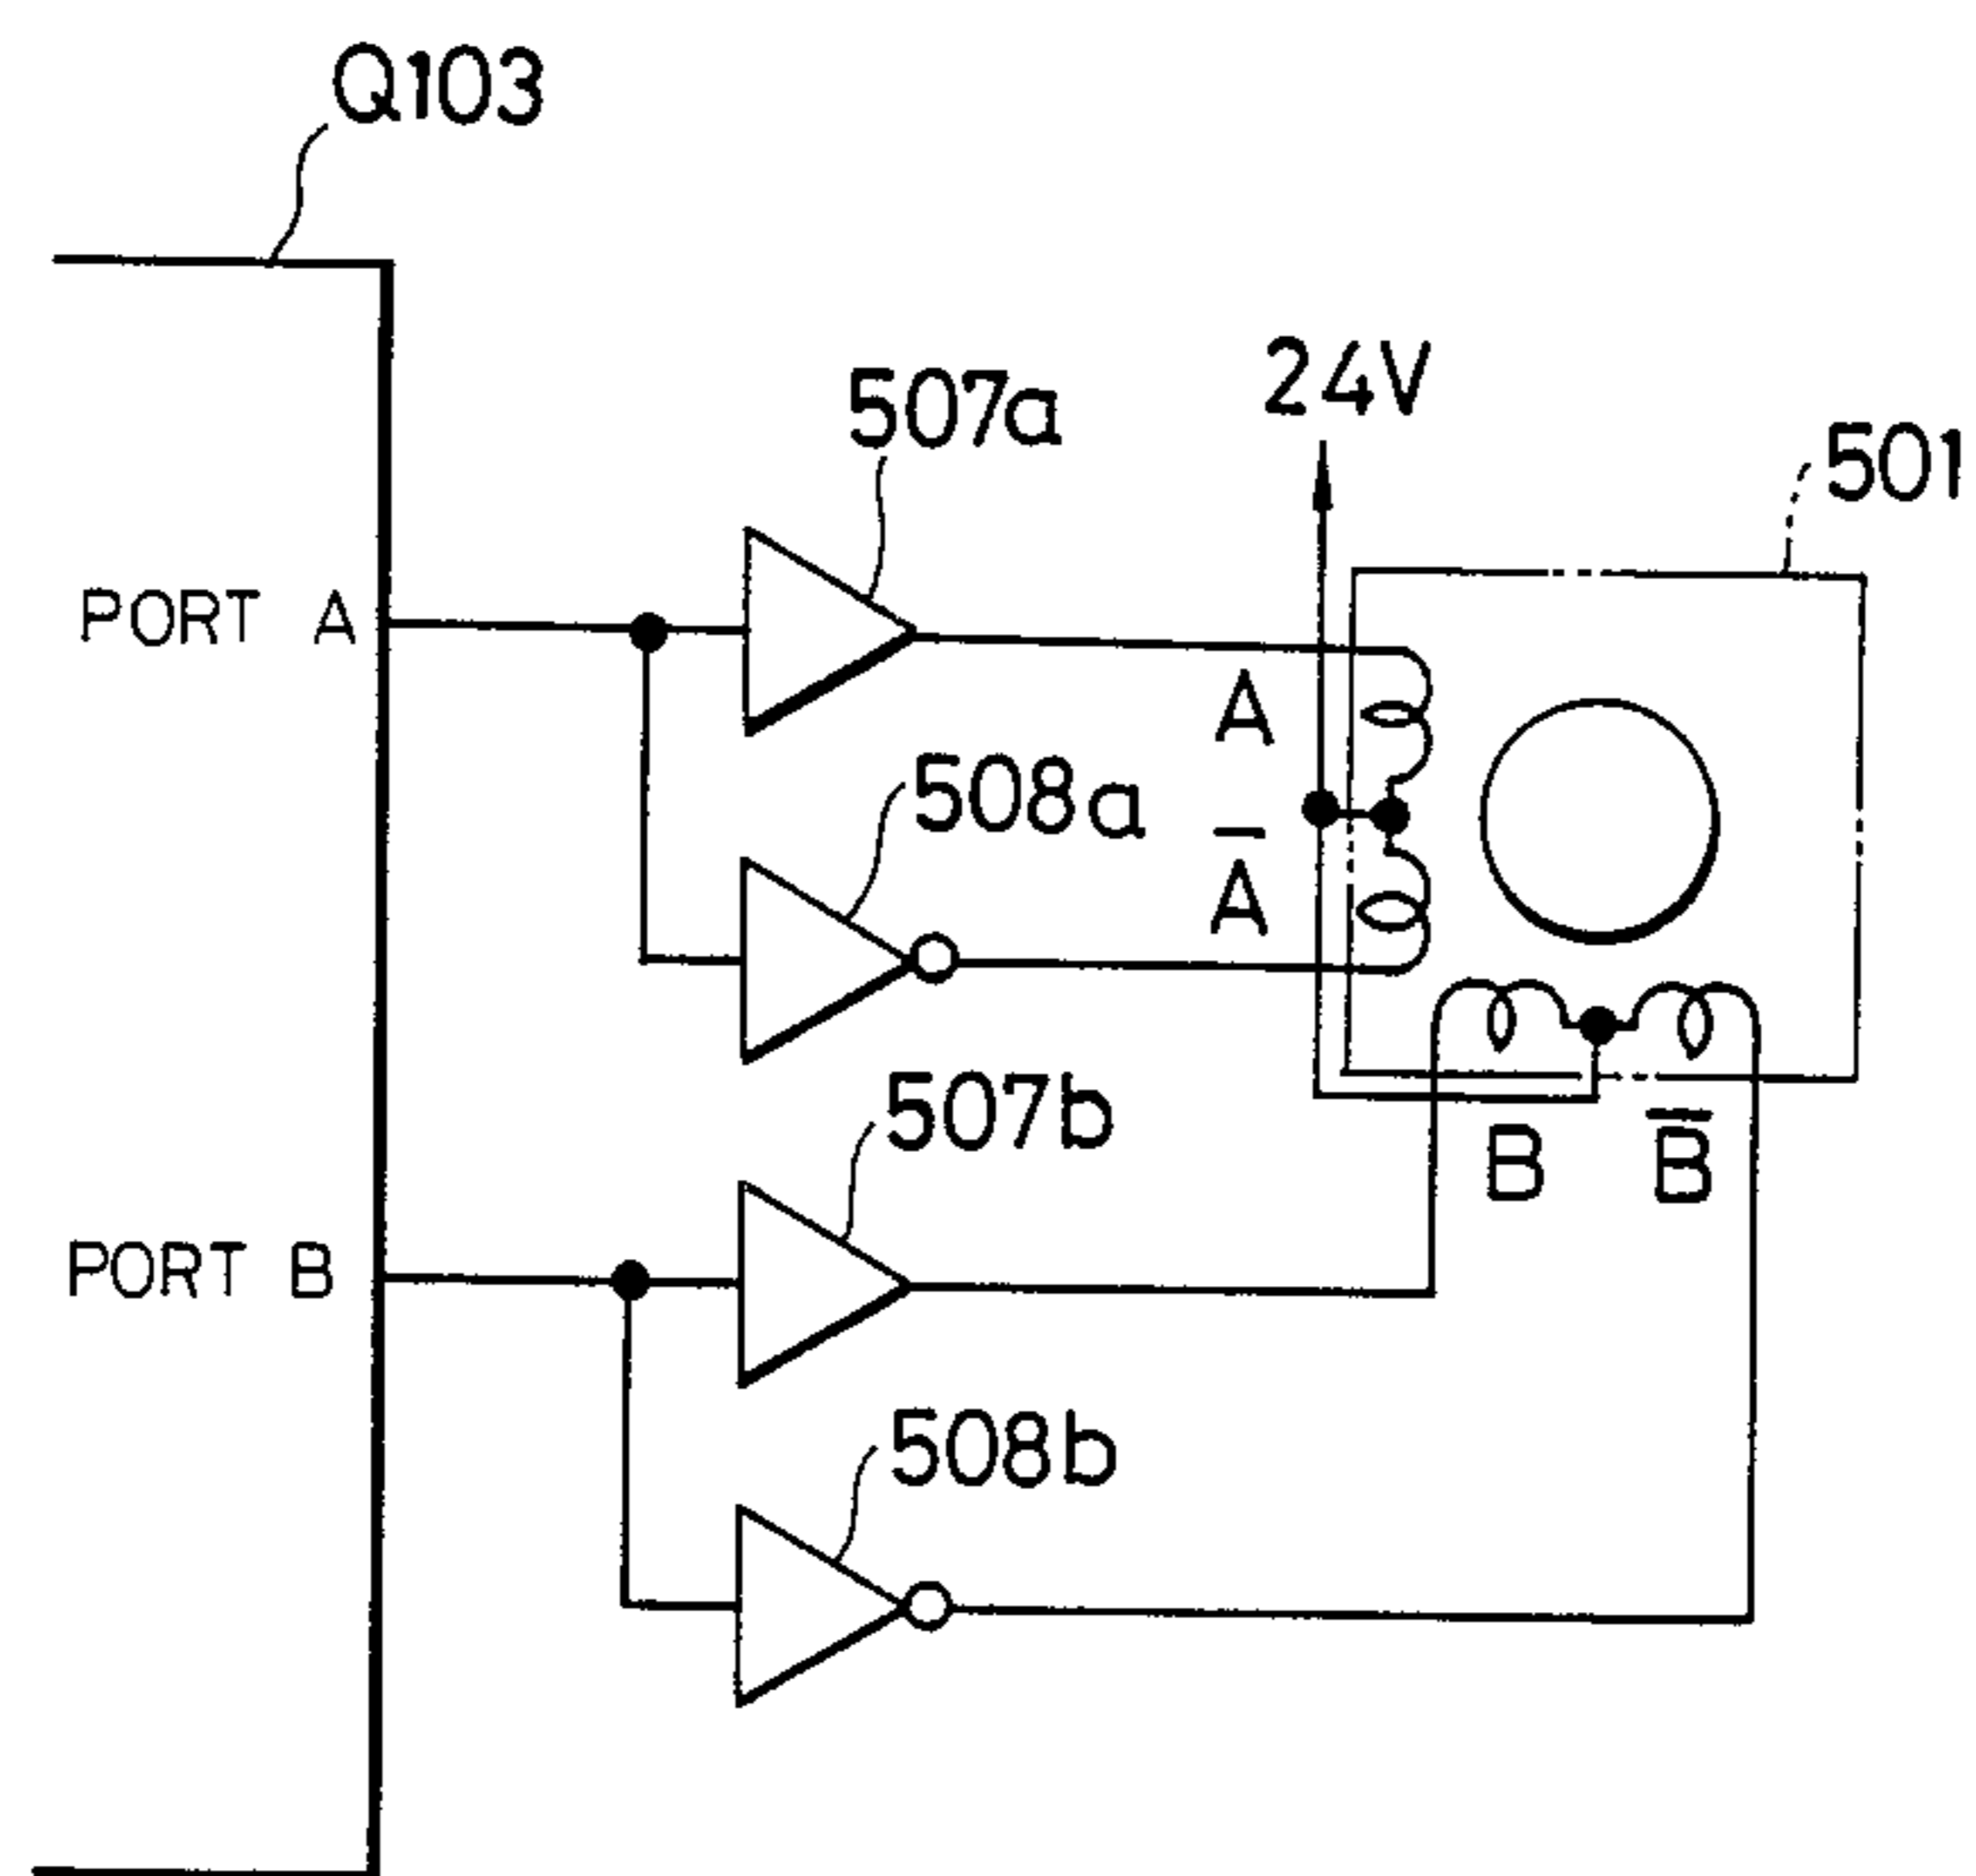 Q103
24V
507a
501
PORT A
A
508a
A̅
507b
B B̅
PORT B
508b